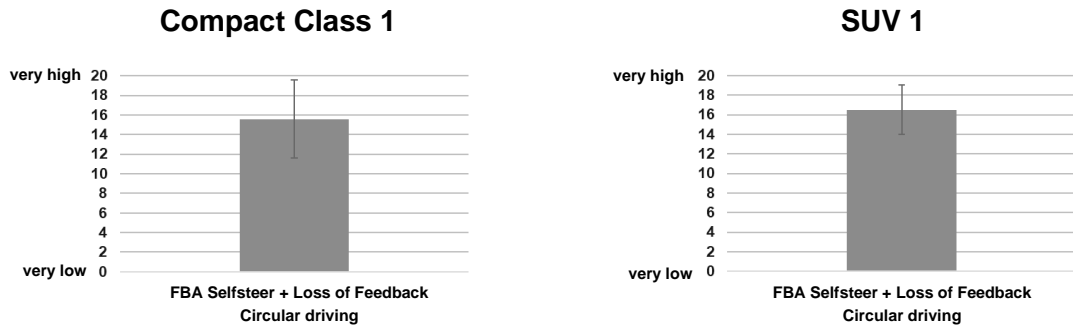 Compact Class 1
very high 20
18
16
14
12
10
8
6
4
2
very low 0
FBA Selfsteer + Loss of Feedback
Circular driving
SUV 1
very high 20
18
16
14
12
10
8
6
4
2
very low 0
FBA Selfsteer + Loss of Feedback
Circular driving